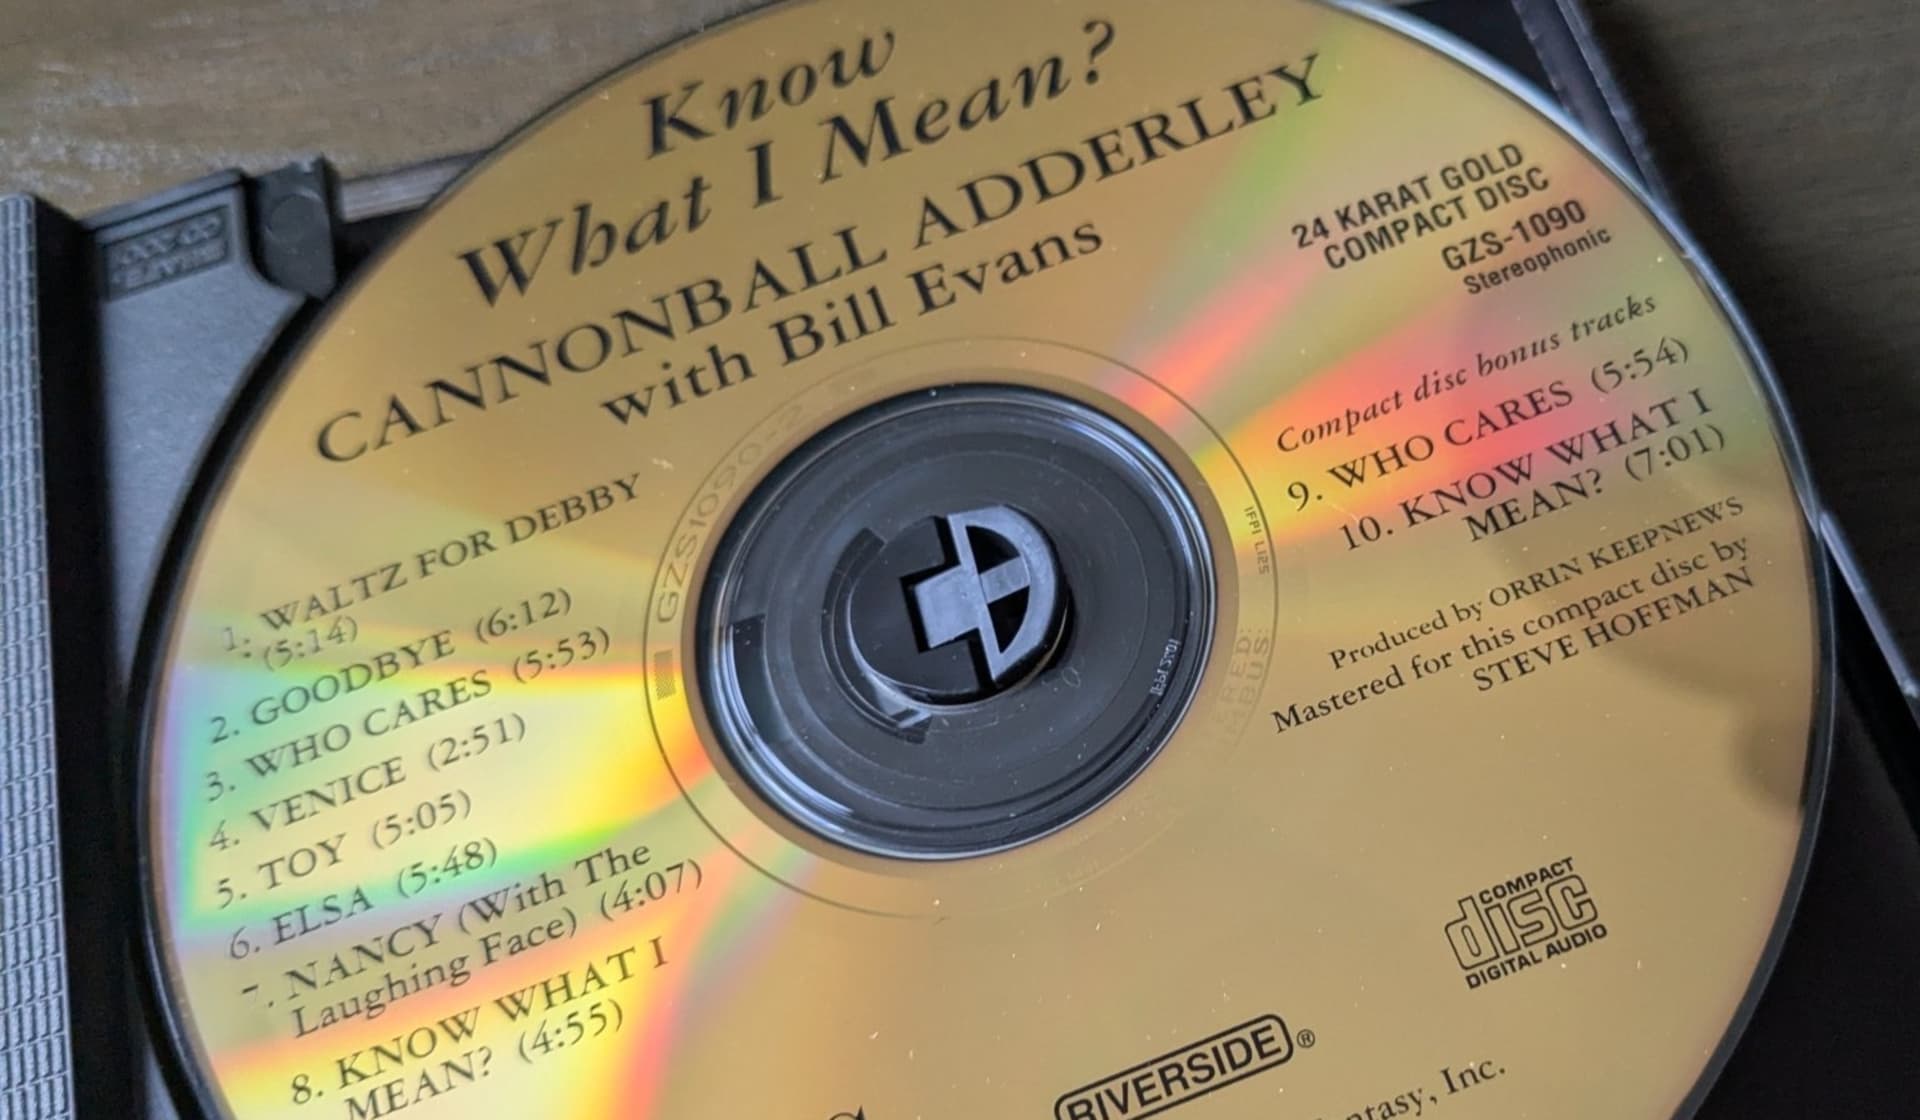 Know
What I Mean?
CANNONBALL ADDERLEY
with Bill Evans
24 KARAT GOLD
COMPACT DISC
GZS-1090
Stereophonic
1. WALTZ FOR DEBBY
(5:14)
2. GOODBYE (6:12)
3. WHO CARES (5:53)
4. VENICE (2:51)
5. TOY (5:05)
6. ELSA (5:48)
7. NANCY (With The
Laughing Face) (4:07)
8. KNOW WHAT I
MEAN? (4:55)
Compact disc bonus tracks
9. WHO CARES (5:54)
10. KNOW WHAT I
MEAN? (7:01)
Produced by ORRIN KEEPNEWS
Mastered for this compact disc by
STEVE HOFFMAN
GZS1090-2
IFPI L125
COMPACT
disc
DIGITAL AUDIO
RIVERSIDE®
Inc.